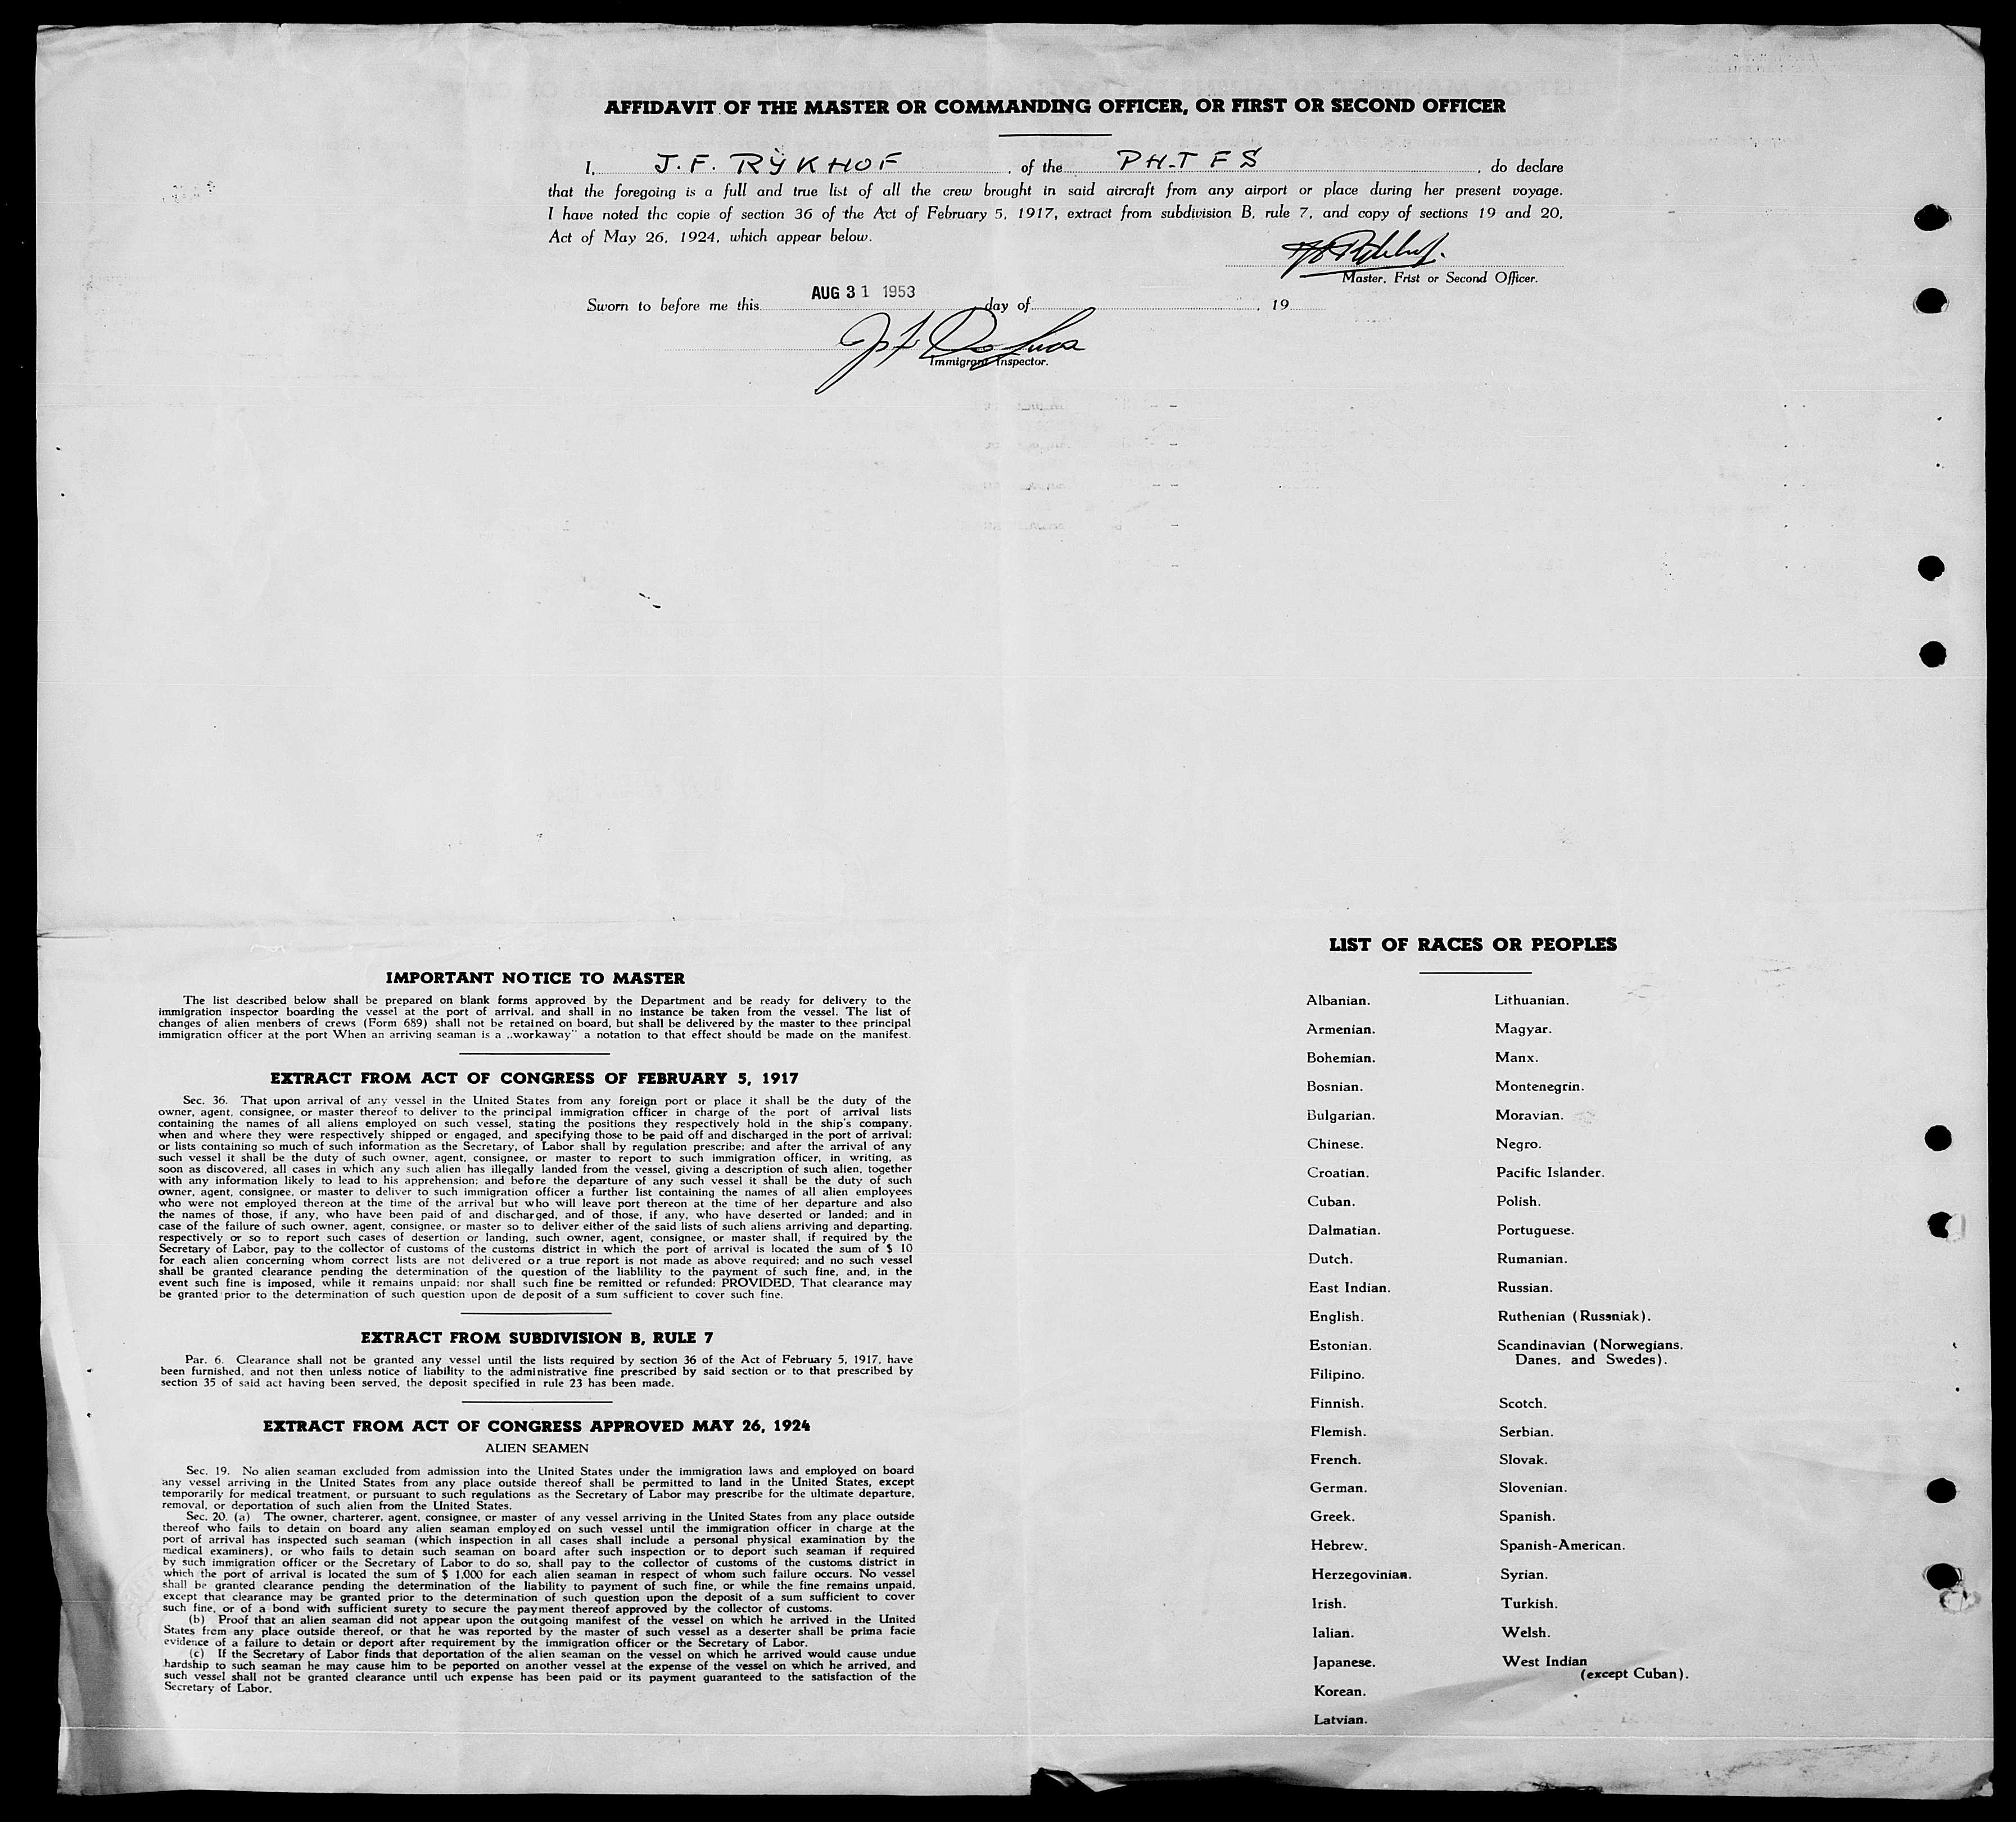 AFFIDAVIT OF THE MASTER OR COMMANDING OFFICER, OR FIRST OR SECOND OFFICER
I, J. F. RYKHOF , of the PH-TFS , do declare
that the foregoing is a full and true list of all the crew brought in said aircraft from any airport or place during her present voyage.
I have noted thc copie of section 36 of the Act of February 5, 1917, extract from subdivision B, rule 7, and copy of sections 19 and 20,
Act of May 26, 1924, which appear below.
Master, Frist or Second Officer.
Sworn to before me this AUG 31 1953 day of , 19
Immigrant Inspector.
IMPORTANT NOTICE TO MASTER
The list described below shall be prepared on blank forms approved by the Department and be ready for delivery to the
immigration inspector boarding the vessel at the port of arrival, and shall in no instance be taken from the vessel. The list of
changes of alien menbers of crews (Form 689) shall not be retained on board, but shall be delivered by the master to thee principal
immigration officer at the port When an arriving seaman is a „workaway" a notation to that effect should be made on the manifest.
EXTRACT FROM ACT OF CONGRESS OF FEBRUARY 5, 1917
Sec. 36. That upon arrival of any vessel in the United States from any foreign port or place it shall be the duty of the
owner, agent, consignee, or master thereof to deliver to the principal immigration officer in charge of the port of arrival lists
containing the names of all aliens employed on such vessel, stating the positions they respectively hold in the ship's company,
when and where they were respectively shipped or engaged, and specifying those to be paid off and discharged in the port of arrival;
or lists containing so much of such information as the Secretary, of Labor shall by regulation prescribe; and after the arrival of any
such vessel it shall be the duty of such owner, agent, consignee, or master to report to such immigration officer, in writing, as
soon as discovered, all cases in which any such alien has illegally landed from the vessel, giving a description of such alien, together
with any information likely to lead to his apprehension; and before the departure of any such vessel it shall be the duty of such
owner, agent, consignee, or master to deliver to such immigration officer a further list containing the names of all alien employees
who were not employed thereon at the time of the arrival but who will leave port thereon at the time of her departure and also
the names of those, if any, who have been paid of and discharged, and of those, if any, who have deserted or landed; and in
case of the failure of such owner, agent, consignee, or master so to deliver either of the said lists of such aliens arriving and departing,
respectively or so to report such cases of desertion or landing, such owner, agent, consignee, or master shall, if required by the
Secretary of Labor, pay to the collector of customs of the customs district in which the port of arrival is located the sum of $ 10
for each alien concerning whom correct lists are not delivered or a true report is not made as above required; and no such vessel
shall be granted clearance pending the determination of the question of the liablility to the payment of such fine, and, in the
event such fine is imposed, while it remains unpaid; nor shall such fine be remitted or refunded: PROVIDED, That clearance may
be granted prior to the determination of such question upon de deposit of a sum sufficient to cover such fine.
EXTRACT FROM SUBDIVISION B, RULE 7
Par. 6. Clearance shall not be granted any vessel until the lists required by section 36 of the Act of February 5, 1917, have
been furnished, and not then unless notice of liability to the administrative fine prescribed by said section or to that prescribed by
section 35 of said act having been served, the deposit specified in rule 23 has been made.
EXTRACT FROM ACT OF CONGRESS APPROVED MAY 26, 1924
ALIEN SEAMEN
Sec. 19. No alien seaman excluded from admission into the United States under the immigration laws and employed on board
any vessel arriving in the United States from any place outside thereof shall be permitted to land in the United States, except
temporarily for medical treatment, or pursuant to such regulations as the Secretary of Labor may prescribe for the ultimate departure,
removal, or deportation of such alien from the United States.
Sec. 20. (a) The owner, charterer, agent, consignee, or master of any vessel arriving in the United States from any place outside
thereof who fails to detain on board any alien seaman employed on such vessel until the immigration officer in charge at the
port of arrival has inspected such seaman (which inspection in all cases shall include a personal physical examination by the
medical examiners), or who fails to detain such seaman on board after such inspection or to deport such seaman if required
by such immigration officer or the Secretary of Labor to do so, shall pay to the collector of customs of the customs district in
which the port of arrival is located the sum of $ 1,000 for each alien seaman in respect of whom such failure occurs. No vessel
shall be granted clearance pending the determination of the liability to payment of such fine, or while the fine remains unpaid,
except that clearance may be granted prior to the determination of such question upon the deposit of a sum sufficient to cover
such fine, or of a bond with sufficient surety to secure the payment thereof approved by the collector of customs.
(b) Proof that an alien seaman did not appear upon the outgoing manifest of the vessel on which he arrived in the United
States from any place outside thereof, or that he was reported by the master of such vessel as a deserter shall be prima facie
evidence of a failure to detain or deport after requirement by the immigration officer or the Secretary of Labor.
(c) If the Secretary of Labor finds that deportation of the alien seaman on the vessel on which he arrived would cause undue
hardship to such seaman he may cause him to be peported on another vessel at the expense of the vessel on which he arrived, and
such vessel shall not be granted clearance until uch expense has been paid or its payment guaranteed to the satisfaction of the
Secretary of Labor.
LIST OF RACES OR PEOPLES
Albanian.
Armenian.
Bohemian.
Bosnian.
Bulgarian.
Chinese.
Croatian.
Cuban.
Dalmatian.
Dutch.
East Indian.
English.
Estonian.
Filipino.
Finnish.
Flemish.
French.
German.
Greek.
Hebrew.
Herzegovinian.
Irish.
Ialian.
Japanese.
Korean.
Latvian.
Lithuanian.
Magyar.
Manx.
Montenegrin.
Moravian.
Negro.
Pacific Islander.
Polish.
Portuguese.
Rumanian.
Russian.
Ruthenian (Russniak).
Scandinavian (Norwegians,
Danes, and Swedes).
Scotch.
Serbian.
Slovak.
Slovenian.
Spanish.
Spanish-American.
Syrian.
Turkish.
Welsh.
West Indian
(except Cuban).